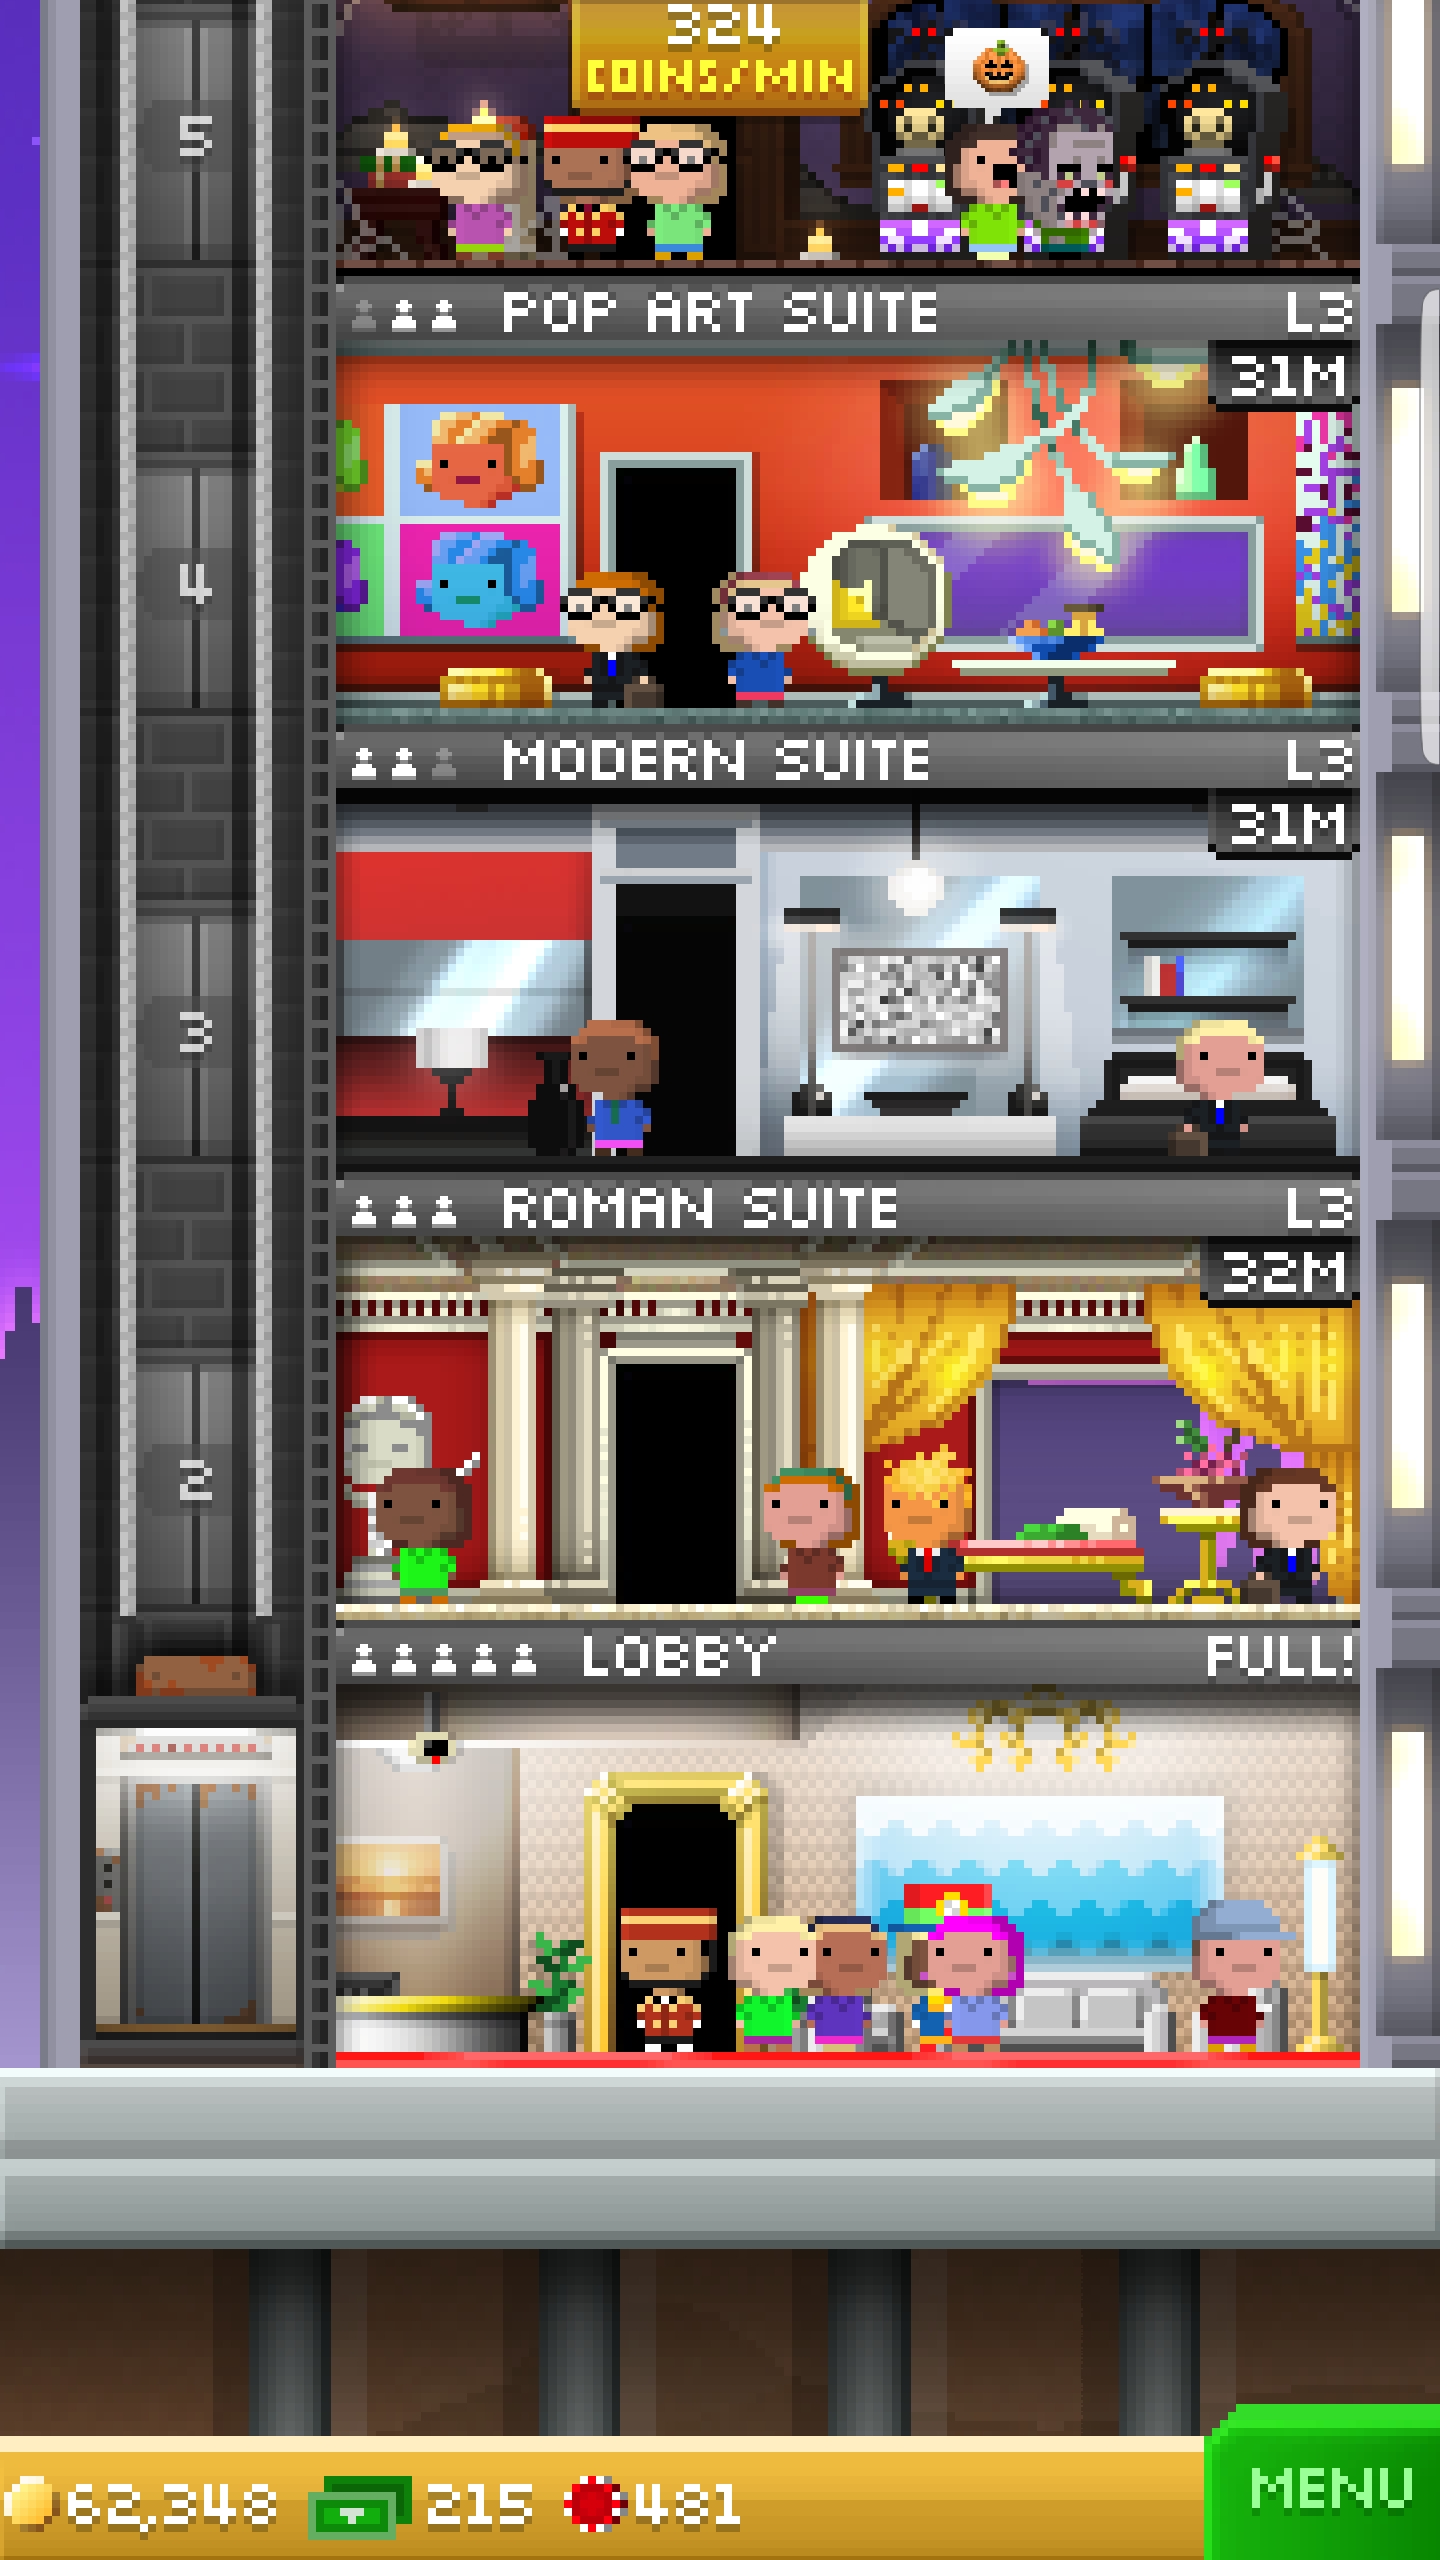 324
COINS/MIN
5
POP ART SUITE L3
31M
4
MODERN SUITE L3
31M
3
ROMAN SUITE L3
32M
2
LOBBY FULL!
62,348 215 481
MENU